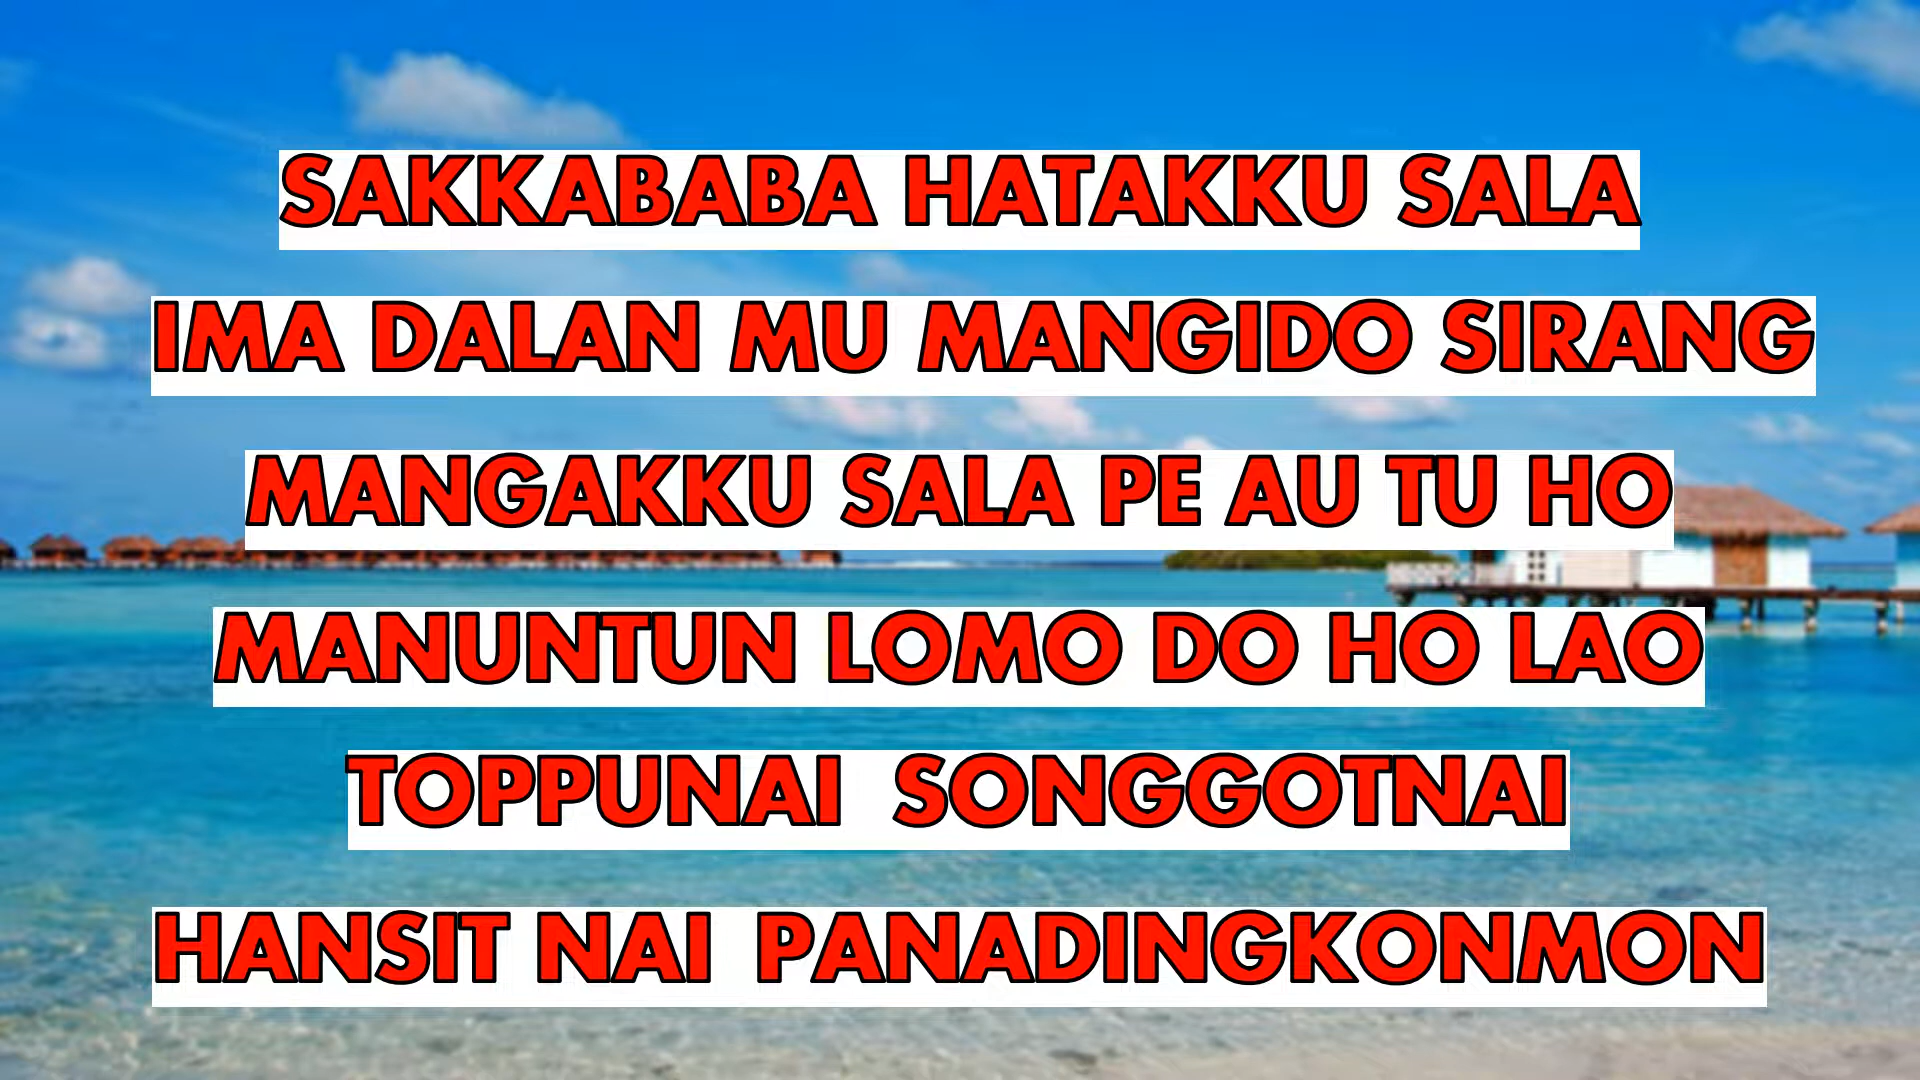 SAKKABABA HATAKKU SALA
IMA DALAN MU MANGIDO SIRANG
MANGAKKU SALA PE AU TU HO
MANUNTUN LOMO DO HO LAO
TOPPUNAI SONGGOTNAI
HANSIT NAI PANADINGKONMON